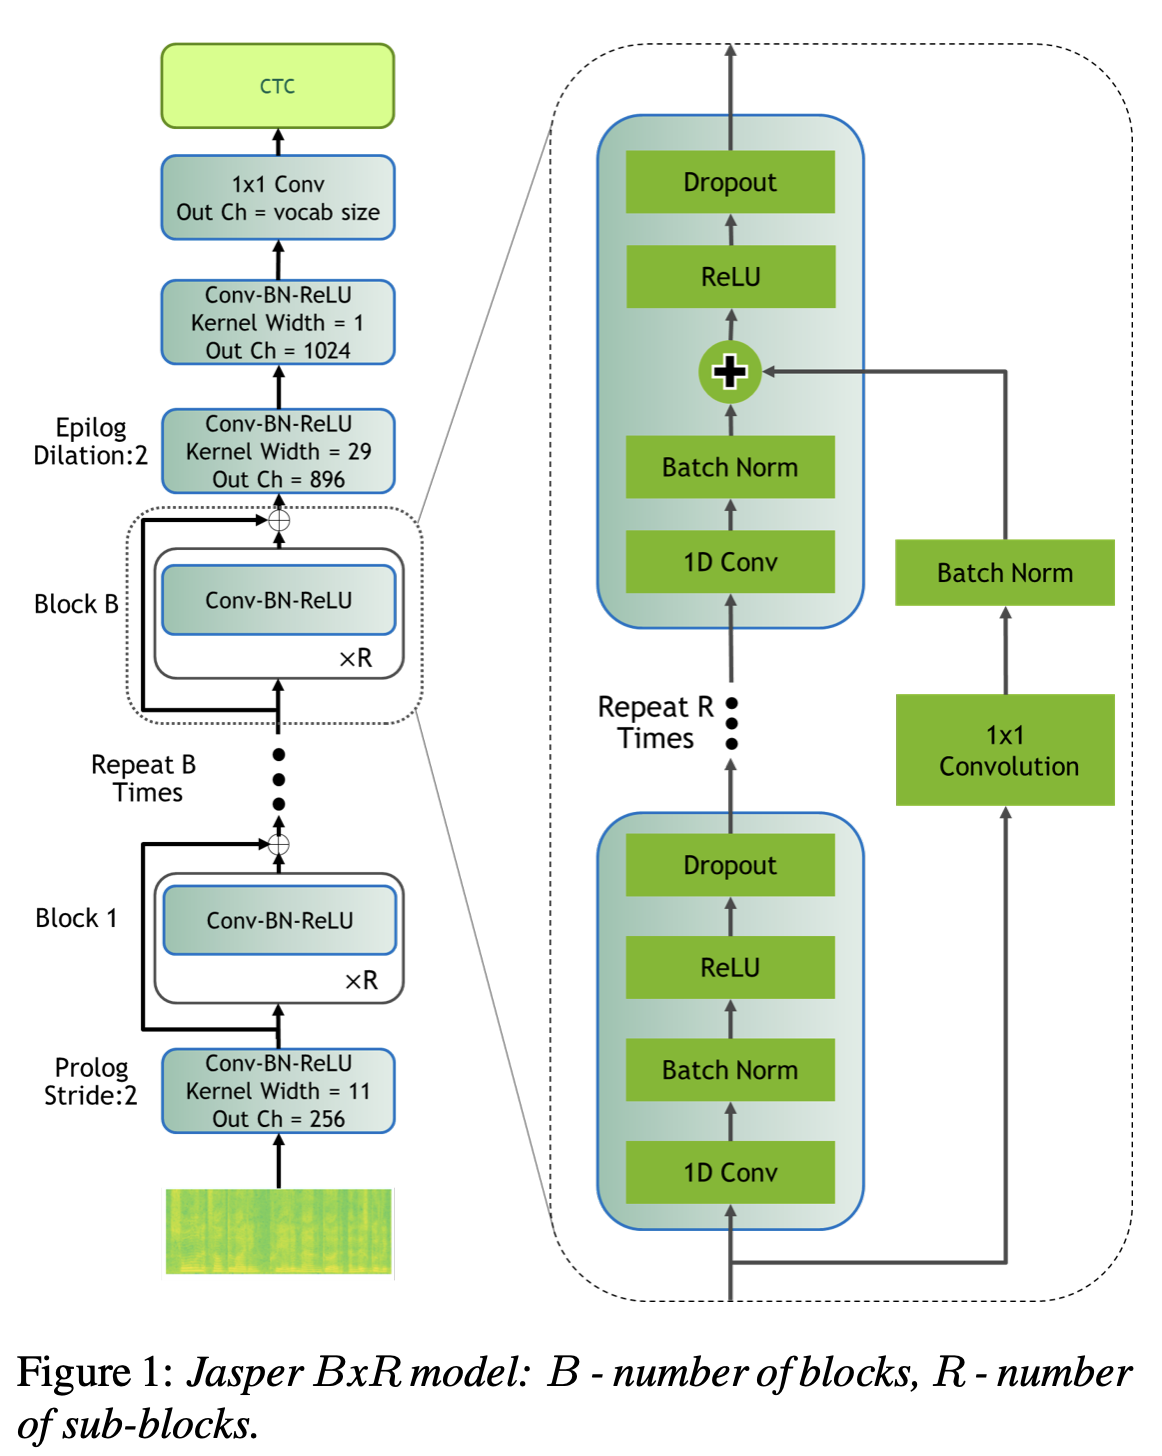 CTC
1x1 Conv
Out Ch = vocab size
Conv-BN-ReLU
Kernel Width = 1
Out Ch = 1024
Epilog
Dilation:2
Conv-BN-ReLU
Kernel Width = 29
Out Ch = 896
Block B
Conv-BN-ReLU
×R
Repeat B
Times
Block 1
Conv-BN-ReLU
×R
Prolog
Stride:2
Conv-BN-ReLU
Kernel Width = 11
Out Ch = 256
Dropout
ReLU
Batch Norm
1D Conv
Repeat R
Times
Dropout
ReLU
Batch Norm
1D Conv
Batch Norm
1x1
Convolution
Figure 1: Jasper BxR model: B - number of blocks, R - number
of sub-blocks.